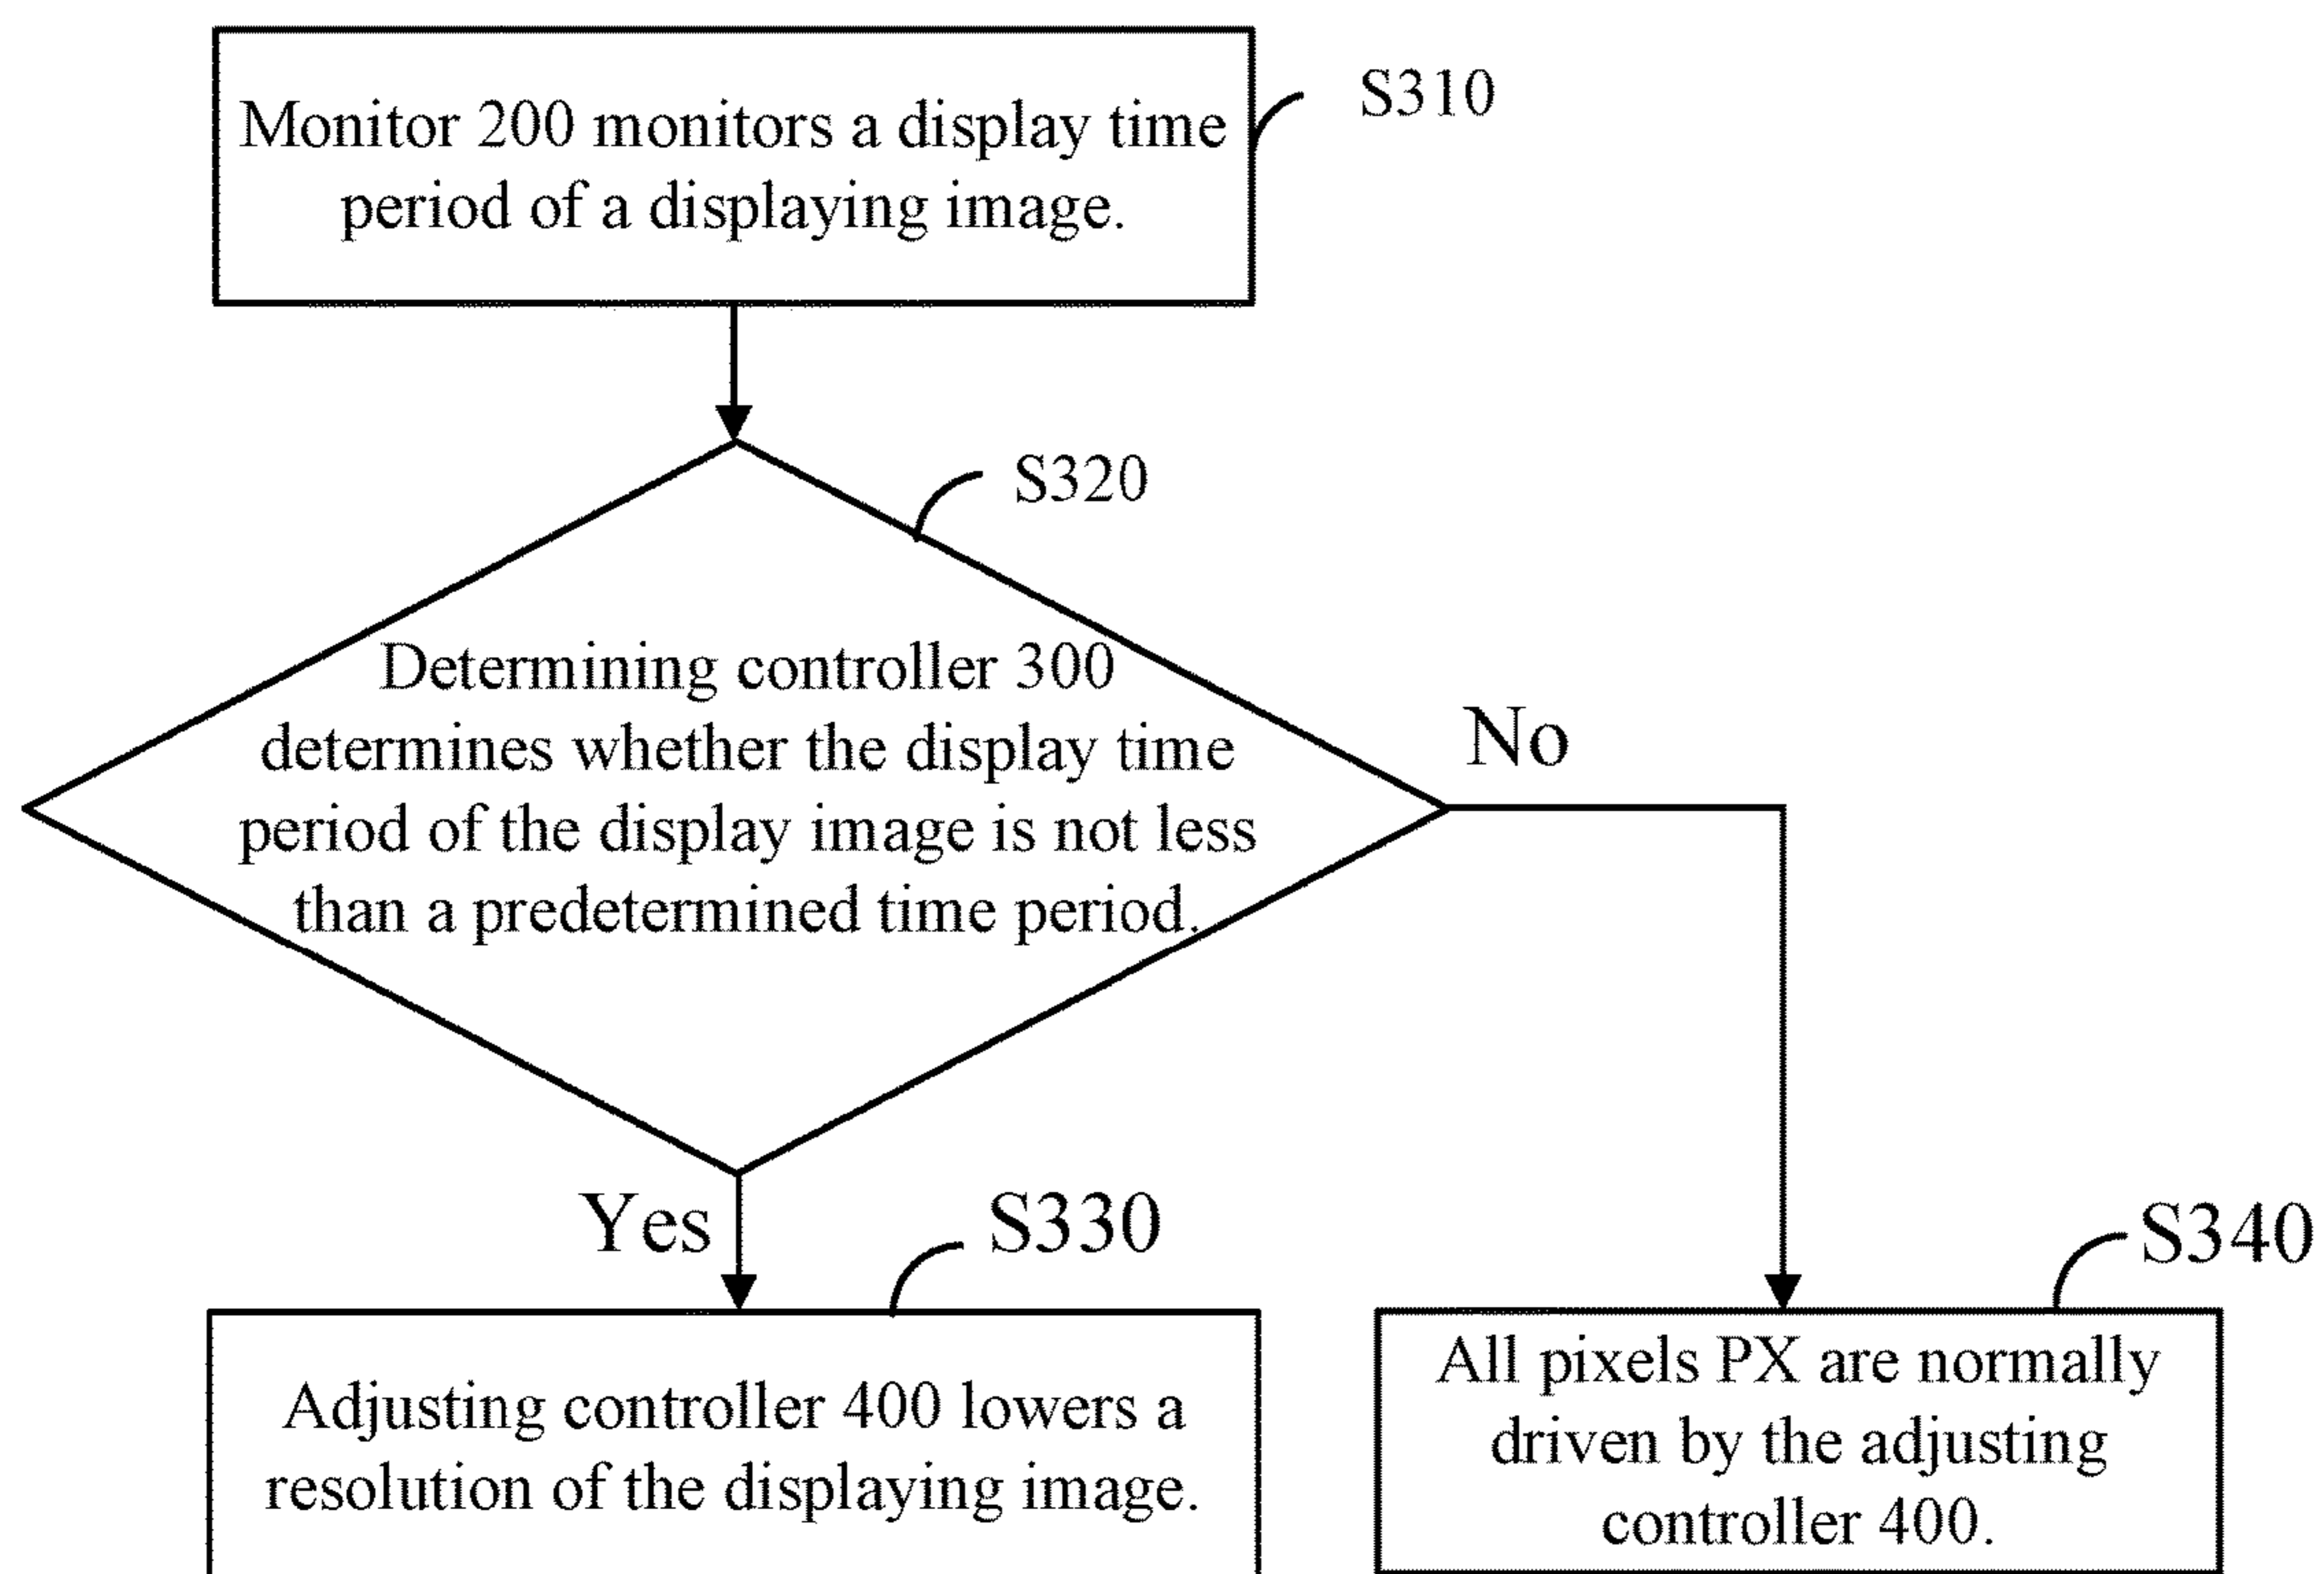 Monitor 200 monitors a display time
period of a displaying image.
S310
S320
Determining controller 300
determines whether the display time
period of the display image is not less
than a predetermined time period.
No
Yes
S330
S340
Adjusting controller 400 lowers a
resolution of the displaying image.
All pixels PX are normally
driven by the adjusting
controller 400.